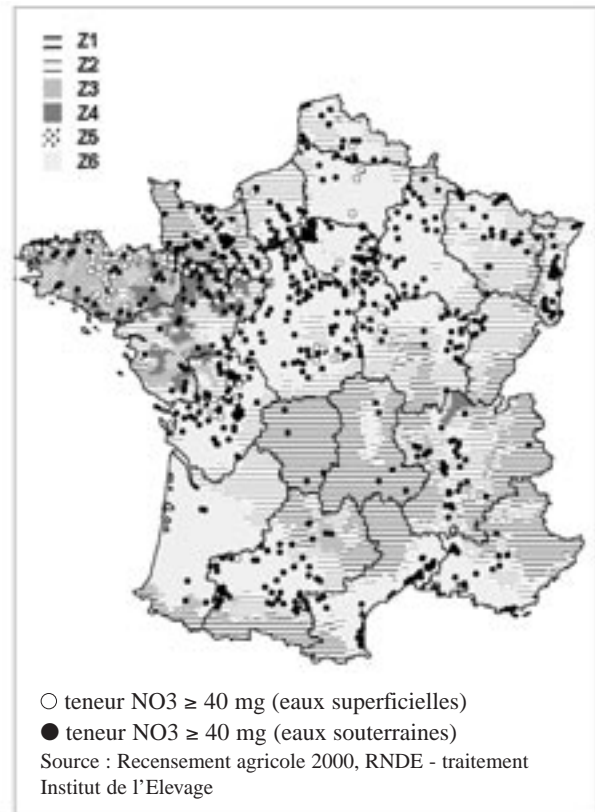 Z1
Z2
Z3
Z4
Z5
Z6
○ teneur NO3 ≥ 40 mg (eaux superficielles)
● teneur NO3 ≥ 40 mg (eaux souterraines)
Source : Recensement agricole 2000, RNDE - traitement
Institut de l'Elevage